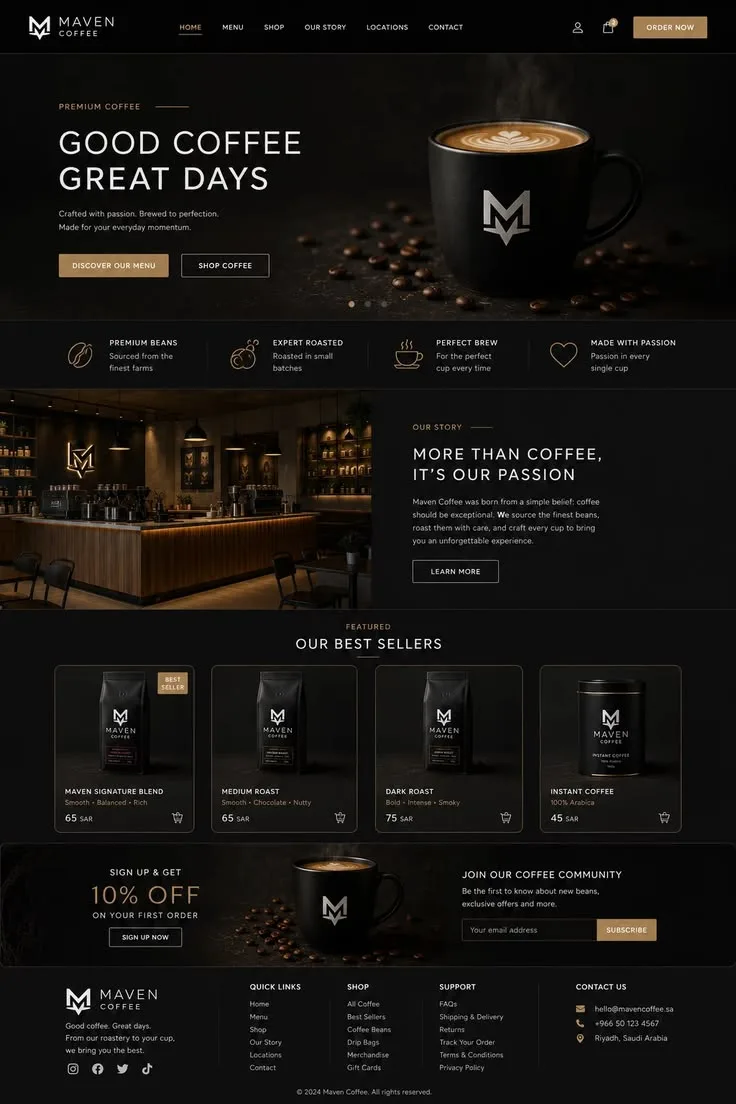 MAVEN
COFFEE
HOME MENU SHOP OUR STORY LOCATIONS CONTACT
2
ORDER NOW
PREMIUM COFFEE
GOOD COFFEE
GREAT DAYS
Crafted with passion. Brewed to perfection.
Made for your everyday momentum.
DISCOVER OUR MENU
SHOP COFFEE
PREMIUM BEANS
Sourced from the
finest farms
EXPERT ROASTED
Roasted in small
batches
PERFECT BREW
For the perfect
cup every time
MADE WITH PASSION
Passion in every
single cup
OUR STORY
MORE THAN COFFEE,
IT'S OUR PASSION
Maven Coffee was born from a simple belief: coffee
should be exceptional. We source the finest beans,
roast them with care, and craft every cup to bring
you an unforgettable experience.
LEARN MORE
FEATURED
OUR BEST SELLERS
BEST
SELLER
MAVEN
COFFEE
MAVEN SIGNATURE BLEND
Smooth • Balanced • Rich
65 SAR
MAVEN
COFFEE
MEDIUM ROAST
Smooth • Chocolate • Nutty
65 SAR
MAVEN
COFFEE
DARK ROAST
Bold • Intense • Smoky
75 SAR
MAVEN
COFFEE
INSTANT COFFEE
INSTANT COFFEE
100% Arabica
45 SAR
SIGN UP & GET
10% OFF
ON YOUR FIRST ORDER
SIGN UP NOW
JOIN OUR COFFEE COMMUNITY
Be the first to know about new beans,
exclusive offers and more.
Your email address
SUBSCRIBE
MAVEN
COFFEE
Good coffee. Great days.
From our roastery to your cup,
we bring you the best.
QUICK LINKS
Home
Menu
Shop
Our Story
Locations
Contact
SHOP
All Coffee
Best Sellers
Coffee Beans
Drip Bags
Merchandise
Gift Cards
SUPPORT
FAQs
Shipping & Delivery
Returns
Track Your Order
Terms & Conditions
Privacy Policy
CONTACT US
hello@mavencoffee.sa
+966 50 123 4567
Riyadh, Saudi Arabia
© 2024 Maven Coffee. All rights reserved.